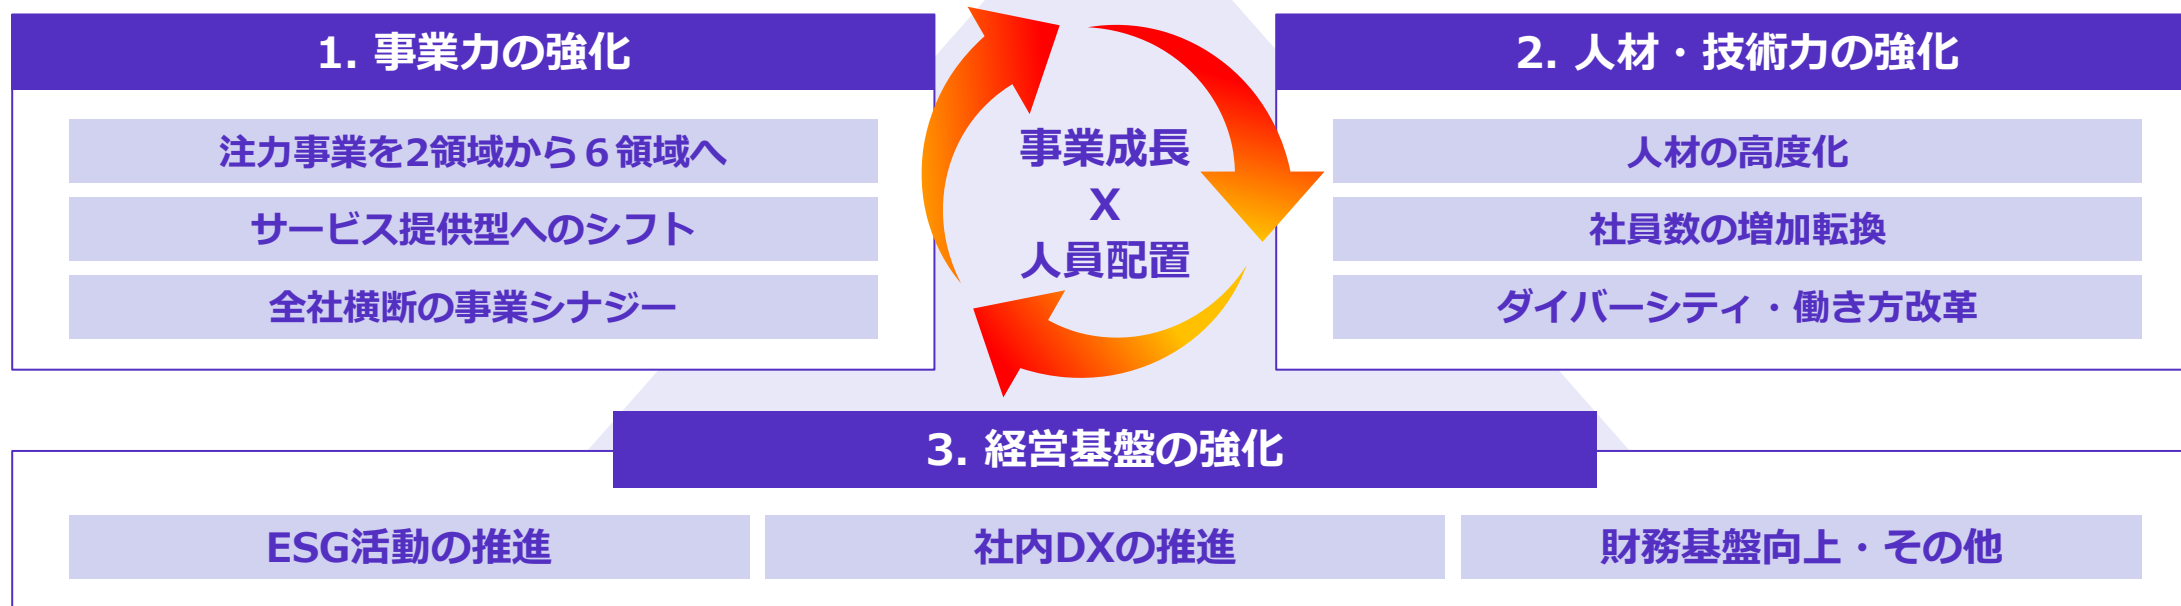 1. 事業力の強化
注力事業を2領域から６領域へ
サービス提供型へのシフト
全社横断の事業シナジー
事業成長
X
人員配置
2. 人材・技術力の強化
人材の高度化
社員数の増加転換
ダイバーシティ・働き方改革
3. 経営基盤の強化
ESG活動の推進
社内DXの推進
財務基盤向上・その他